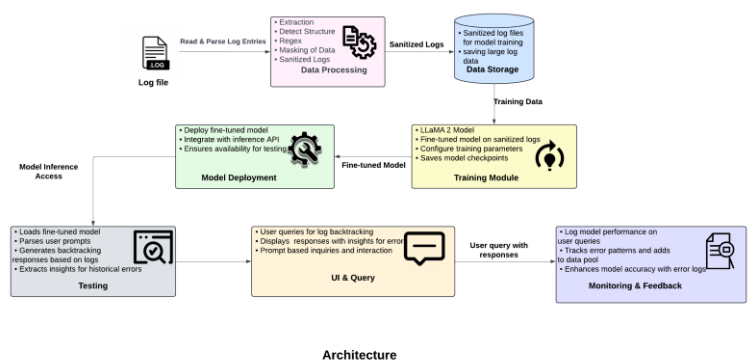 • Extraction
• Detect Structure
• Regex
• Masking of Data
• Sanitized Logs
Data Processing
Read & Parse Log Entries
.LOG
Log file
Sanitized Logs
• Sanitized log files
for model training
• saving large log
data
Data Storage
Training Data
• LLaMA 2 Model
• Fine-tuned model on sanitized logs
• Configure training parameters
• Saves model checkpoints
Training Module
Fine-tuned Model
• Deploy fine-tuned model
• Integrate with inference API
• Ensures availability for testing
Model Deployment
Model Inference
Access
• Loads fine-tuned model
• Parses user prompts
• Generates backtracking
responses based on logs
• Extracts insights for historical errors
Testing
• User queries for log backtracking
• Displays responses with insights for error
• Prompt based inquiries and interaction
UI & Query
User query with
responses
• Log model performance on
user queries
• Tracks error patterns and adds
to data pool
• Enhances model accuracy with error logs
Monitoring & Feedback
Architecture